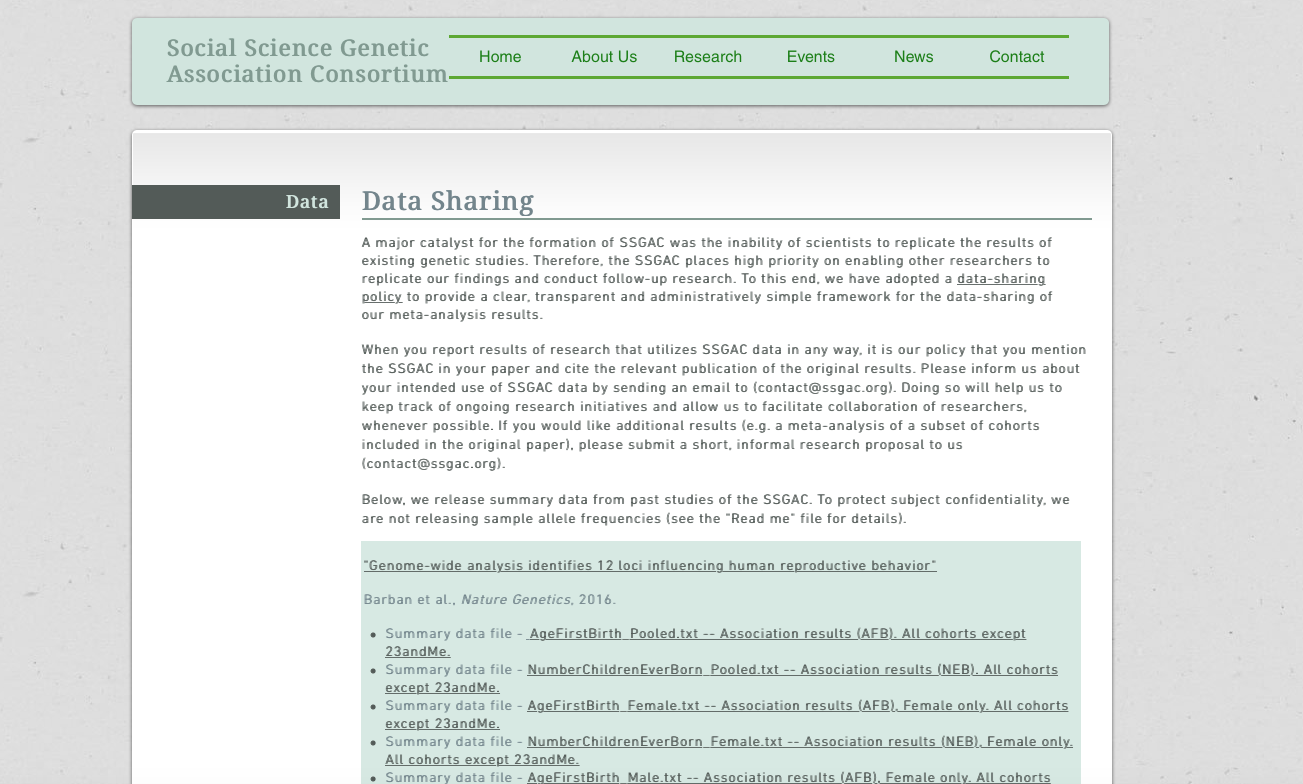 Social Science Genetic
Association Consortium
Home About Us Research Events News Contact
Data
Data Sharing
A major catalyst for the formation of SSGAC was the inability of scientists to replicate the results of
existing genetic studies. Therefore, the SSGAC places high priority on enabling other researchers to
replicate our findings and conduct follow-up research. To this end, we have adopted a data-sharing
policy to provide a clear, transparent and administratively simple framework for the data-sharing of
our meta-analysis results.
When you report results of research that utilizes SSGAC data in any way, it is our policy that you mention
the SSGAC in your paper and cite the relevant publication of the original results. Please inform us about
your intended use of SSGAC data by sending an email to (contact@ssgac.org). Doing so will help us to
keep track of ongoing research initiatives and allow us to facilitate collaboration of researchers,
whenever possible. If you would like additional results (e.g. a meta-analysis of a subset of cohorts
included in the original paper), please submit a short, informal research proposal to us
(contact@ssgac.org).
Below, we release summary data from past studies of the SSGAC. To protect subject confidentiality, we
are not releasing sample allele frequencies (see the "Read me" file for details).
"Genome-wide analysis identifies 12 loci influencing human reproductive behavior"
Barban et al., Nature Genetics, 2016.
• Summary data file - AgeFirstBirth_Pooled.txt -- Association results (AFB). All cohorts except
23andMe.
• Summary data file - NumberChildrenEverBorn_Pooled.txt -- Association results (NEB). All cohorts
except 23andMe.
• Summary data file - AgeFirstBirth_Female.txt -- Association results (AFB), Female only. All cohorts
except 23andMe.
• Summary data file - NumberChildrenEverBorn_Female.txt -- Association results (NEB), Female only.
All cohorts except 23andMe.
• Summary data file - AgeFirstBirth_Male.txt -- Association results (AFB), Female only. All cohorts